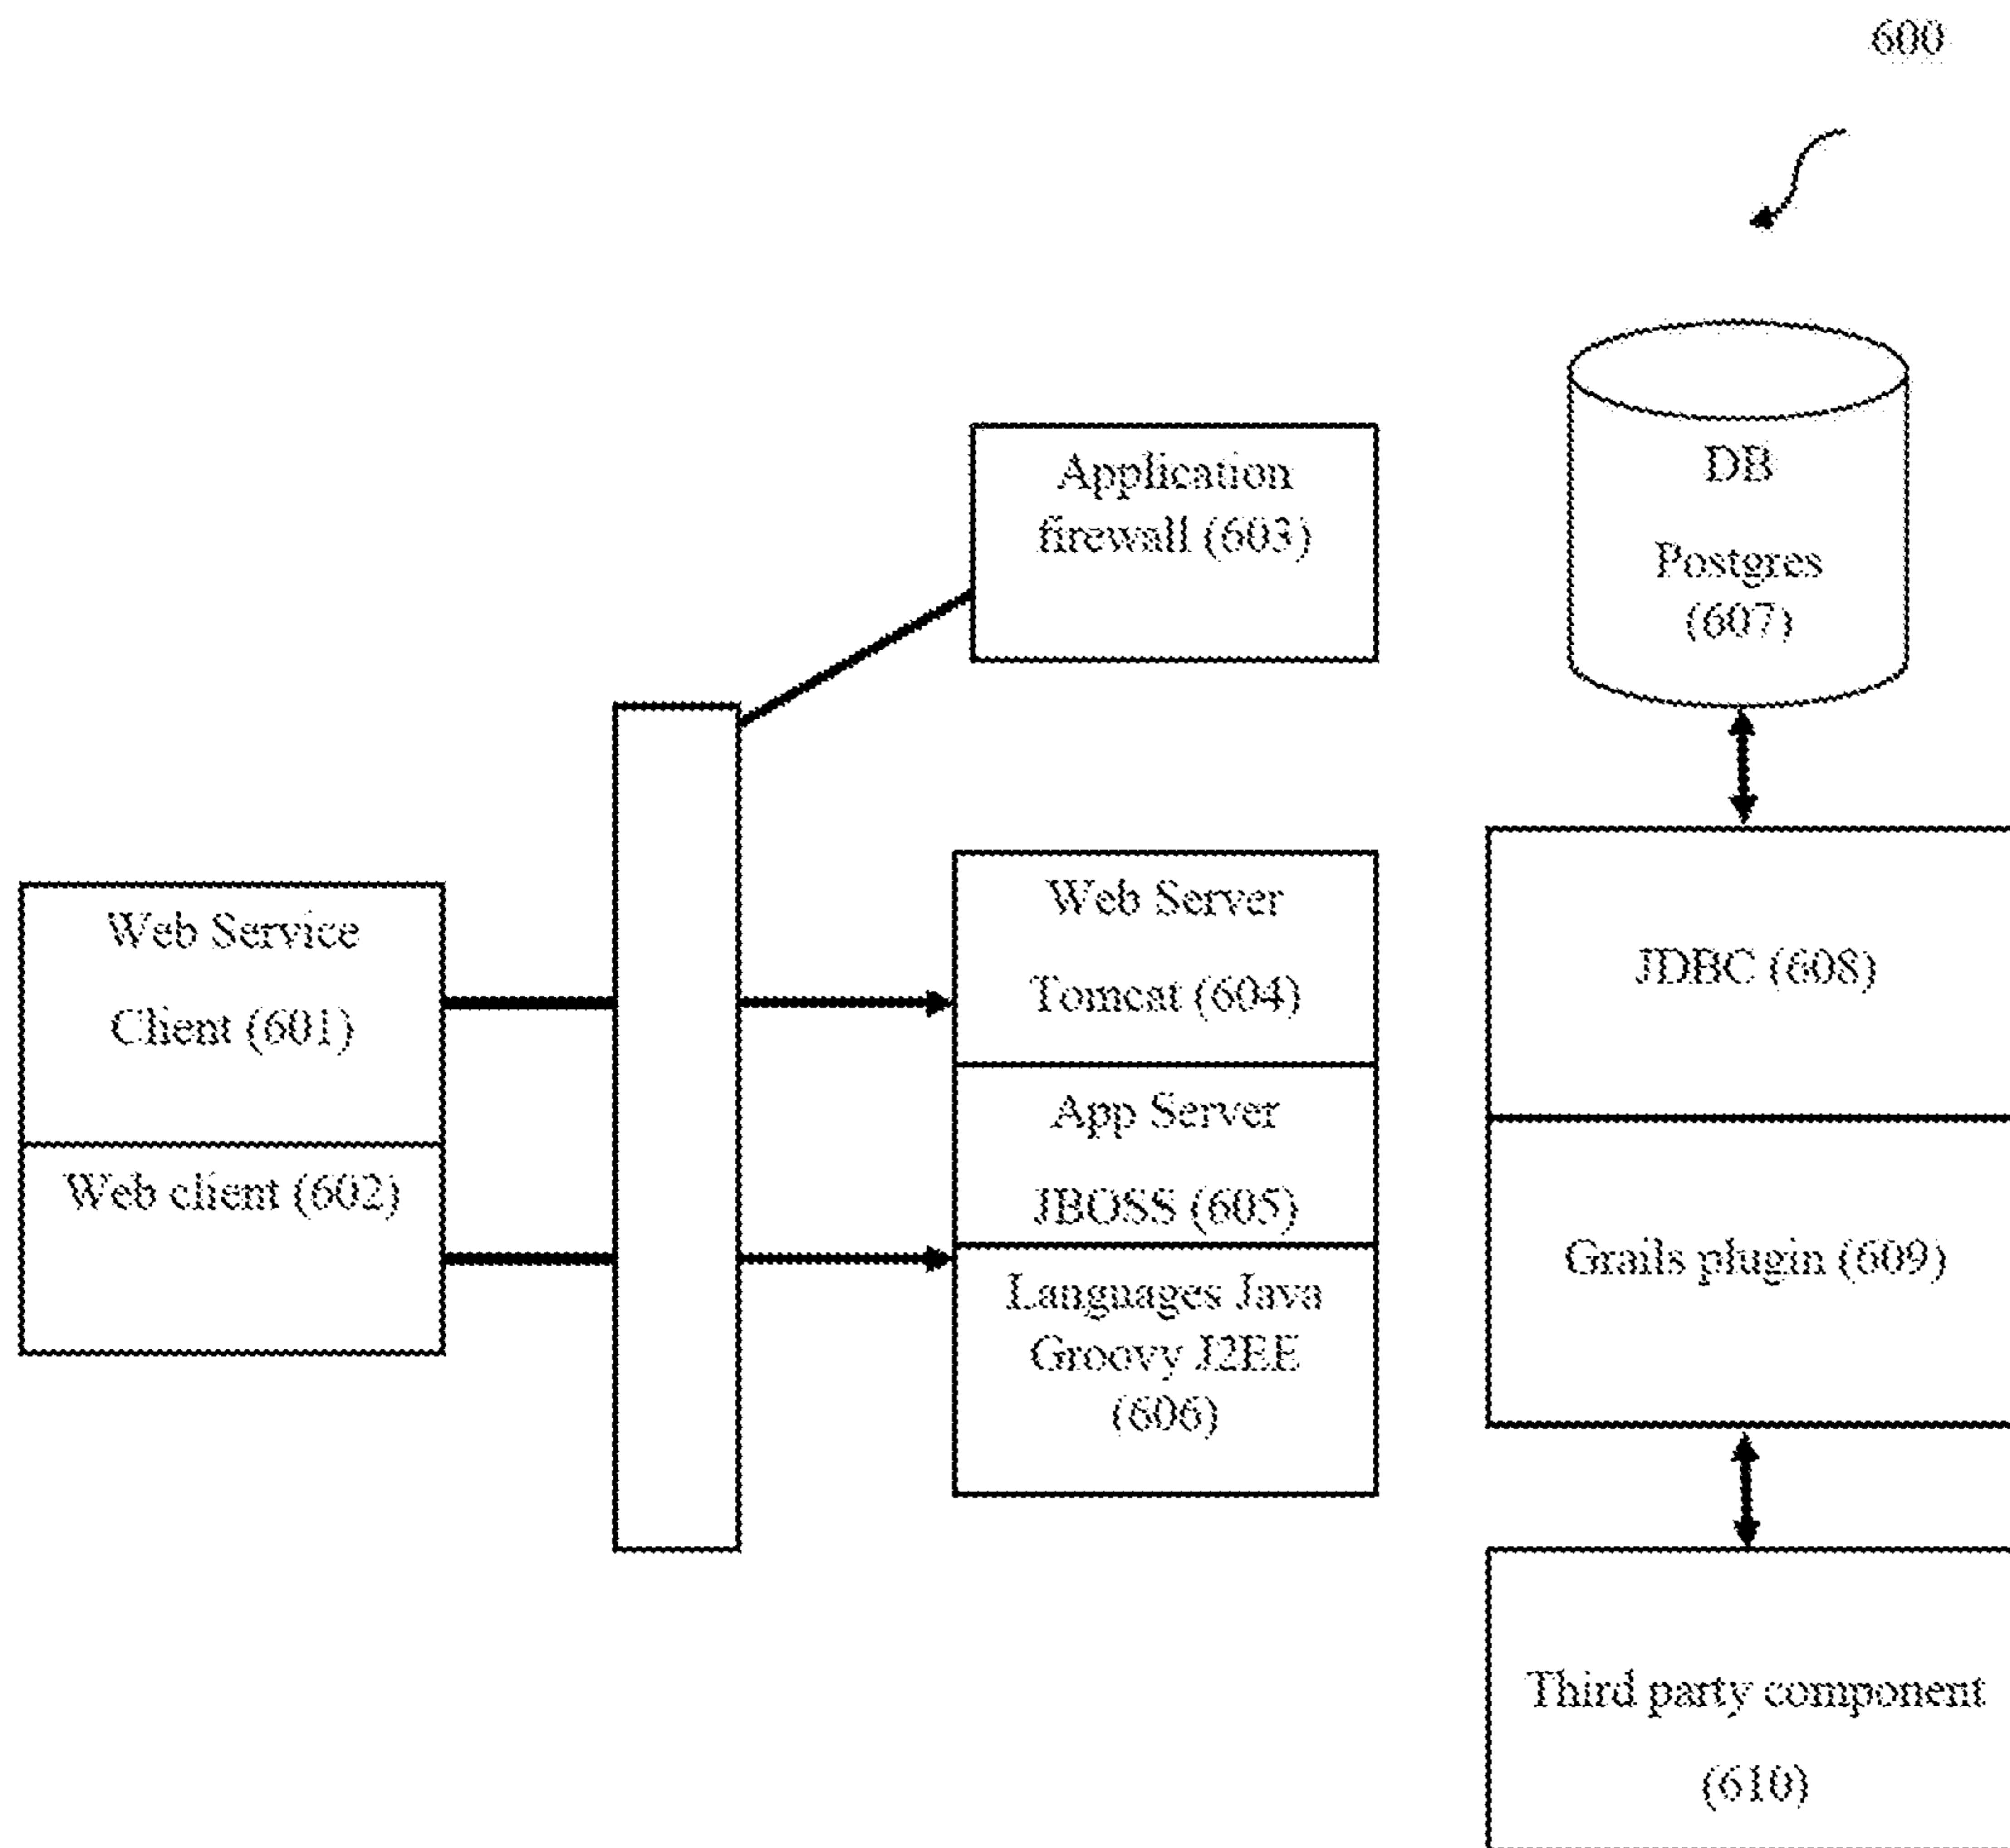 600
Application
firewall (603)
DB
Postgres
(607)
Web Service
Client (601)
Web client (602)
Web Server
Tomcat (604)
App Server
JBOSS (605)
Languages Java
Groovy J2EE
(606)
JDBC (608)
Grails plugin (609)
Third party component
(610)